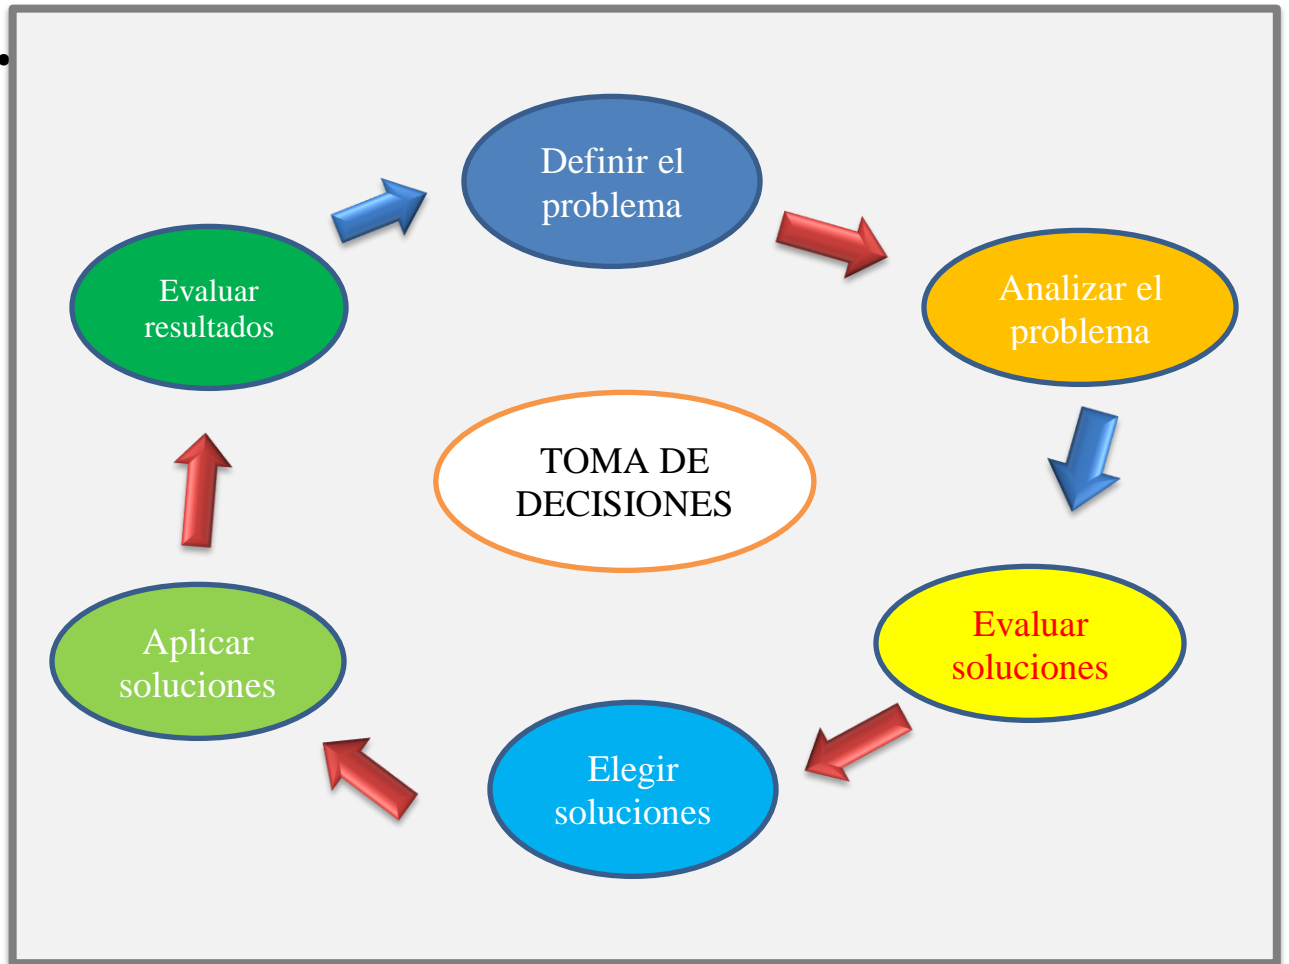 Definir el
problema
Analizar el
problema
Evaluar
soluciones
Elegir
soluciones
Aplicar
soluciones
Evaluar
resultados
TOMA DE
DECISIONES